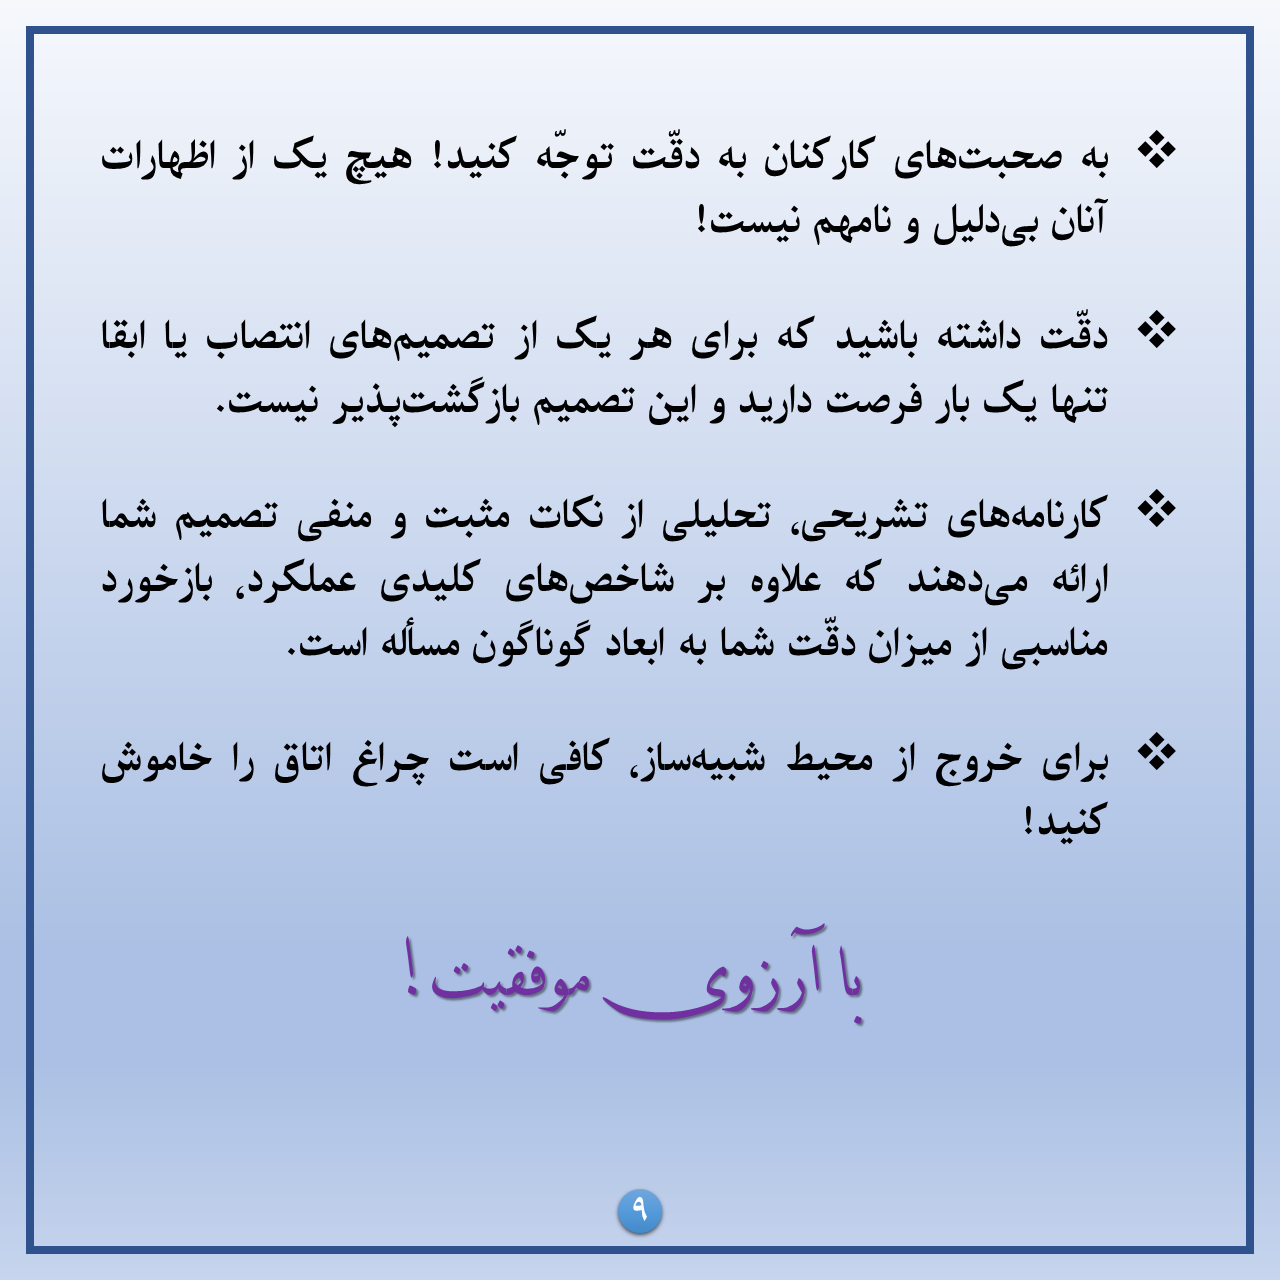 ❖ به صحبت‌های کارکنان به دقّت توجّه کنید! هیچ یک از اظهارات
آنان بی‌دلیل و نامهم نیست!
❖ دقّت داشته باشید که برای هر یک از تصمیم‌های انتصاب یا ابقا
تنها یک بار فرصت دارید و این تصمیم بازگشت‌پذیر نیست.
❖ کارنامه‌های تشریحی، تحلیلی از نکات مثبت و منفی تصمیم شما
ارائه می‌دهند که علاوه بر شاخص‌های کلیدی عملکرد، بازخورد
مناسبی از میزان دقّت شما به ابعاد گوناگون مسأله است.
❖ برای خروج از محیط شبیه‌ساز، کافی است چراغ اتاق را خاموش
کنید!
با آرزوی موفقیت!
۹